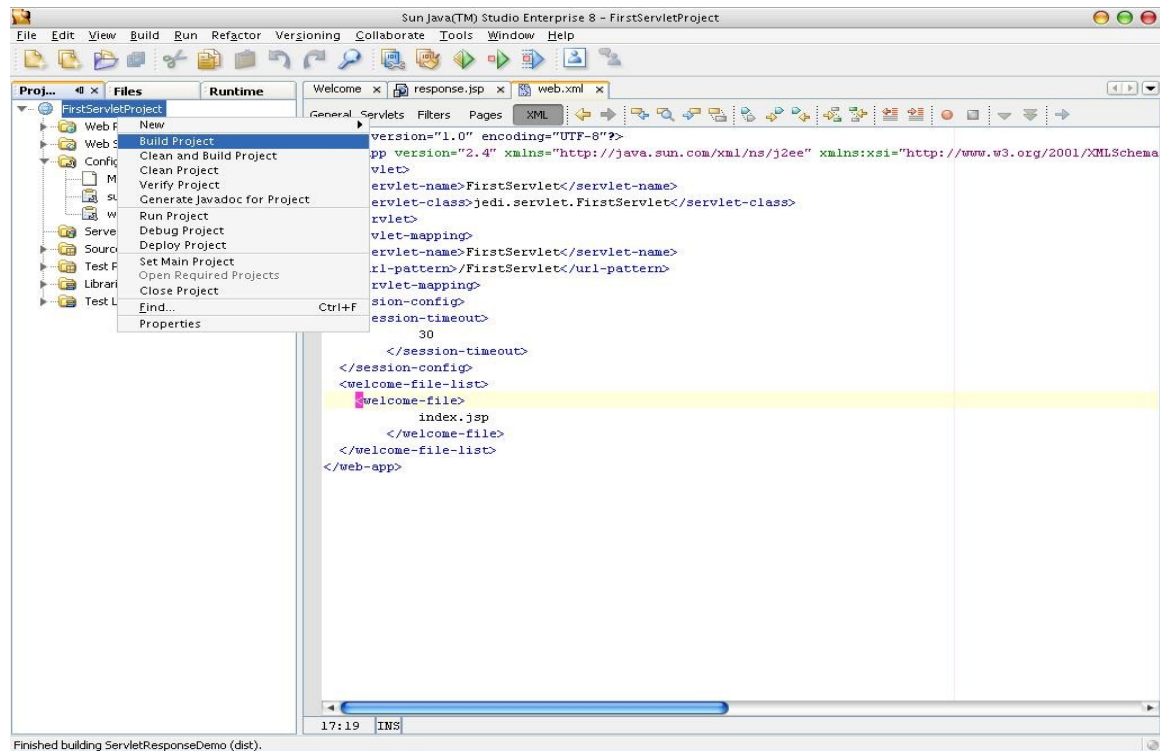 Sun Java(TM) Studio Enterprise 8 - FirstServletProject
File Edit View Build Run Refactor Versioning Collaborate Tools Window Help
Proj... Files Runtime
Welcome response.jsp web.xml
General Servlets Filters Pages XML
FirstServletProject
Web P
Web S
Config
M
su
w
Serve
Sourc
Test P
Librari
Test L
New
Build Project
Clean and Build Project
Clean Project
Verify Project
Generate Javadoc for Project
Run Project
Debug Project
Deploy Project
Set Main Project
Open Required Projects
Close Project
Find... Ctrl+F
Properties
version="1.0" encoding="UTF-8"?>
pp version="2.4" xmlns="http://java.sun.com/xml/ns/j2ee" xmlns:xsi="http://www.w3.org/2001/XMLSchema
vlet>
ervlet-name>FirstServlet</servlet-name>
ervlet-class>jedi.servlet.FirstServlet</servlet-class>
rvlet>
vlet-mapping>
ervlet-name>FirstServlet</servlet-name>
rl-pattern>/FirstServlet</url-pattern>
rvlet-mapping>
sion-config>
ession-timeout>
30
</session-timeout>
</session-config>
<welcome-file-list>
<welcome-file>
index.jsp
</welcome-file>
</welcome-file-list>
</web-app>
17:19 INS
Finished building ServletResponseDemo (dist).